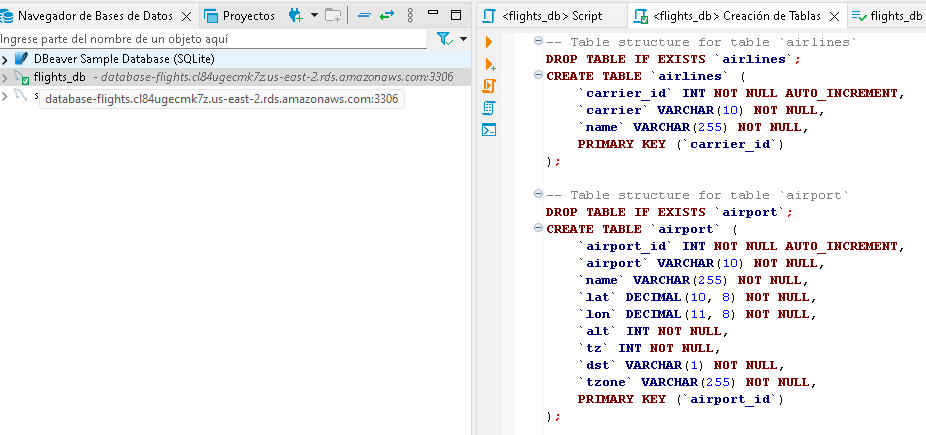 Navegador de Bases de Datos
Proyectos
Ingrese parte del nombre de un objeto aquí
DBeaver Sample Database (SQLite)
flights_db - database-flights.cl84ugecmk7z.us-east-2.rds.amazonaws.com:3306
s
database-flights.cl84ugecmk7z.us-east-2.rds.amazonaws.com:3306
<flights_db> Script
<flights_db> Creación de Tablas
flights_db
-- Table structure for table `airlines`
DROP TABLE IF EXISTS `airlines`;
CREATE TABLE `airlines` (
`carrier_id` INT NOT NULL AUTO_INCREMENT,
`carrier` VARCHAR(10) NOT NULL,
`name` VARCHAR(255) NOT NULL,
PRIMARY KEY (`carrier_id`)
);
-- Table structure for table `airport`
DROP TABLE IF EXISTS `airport`;
CREATE TABLE `airport` (
`airport_id` INT NOT NULL AUTO_INCREMENT,
`airport` VARCHAR(10) NOT NULL,
`name` VARCHAR(255) NOT NULL,
`lat` DECIMAL(10, 8) NOT NULL,
`lon` DECIMAL(11, 8) NOT NULL,
`alt` INT NOT NULL,
`tz` INT NOT NULL,
`dst` VARCHAR(1) NOT NULL,
`tzone` VARCHAR(255) NOT NULL,
PRIMARY KEY (`airport_id`)
);